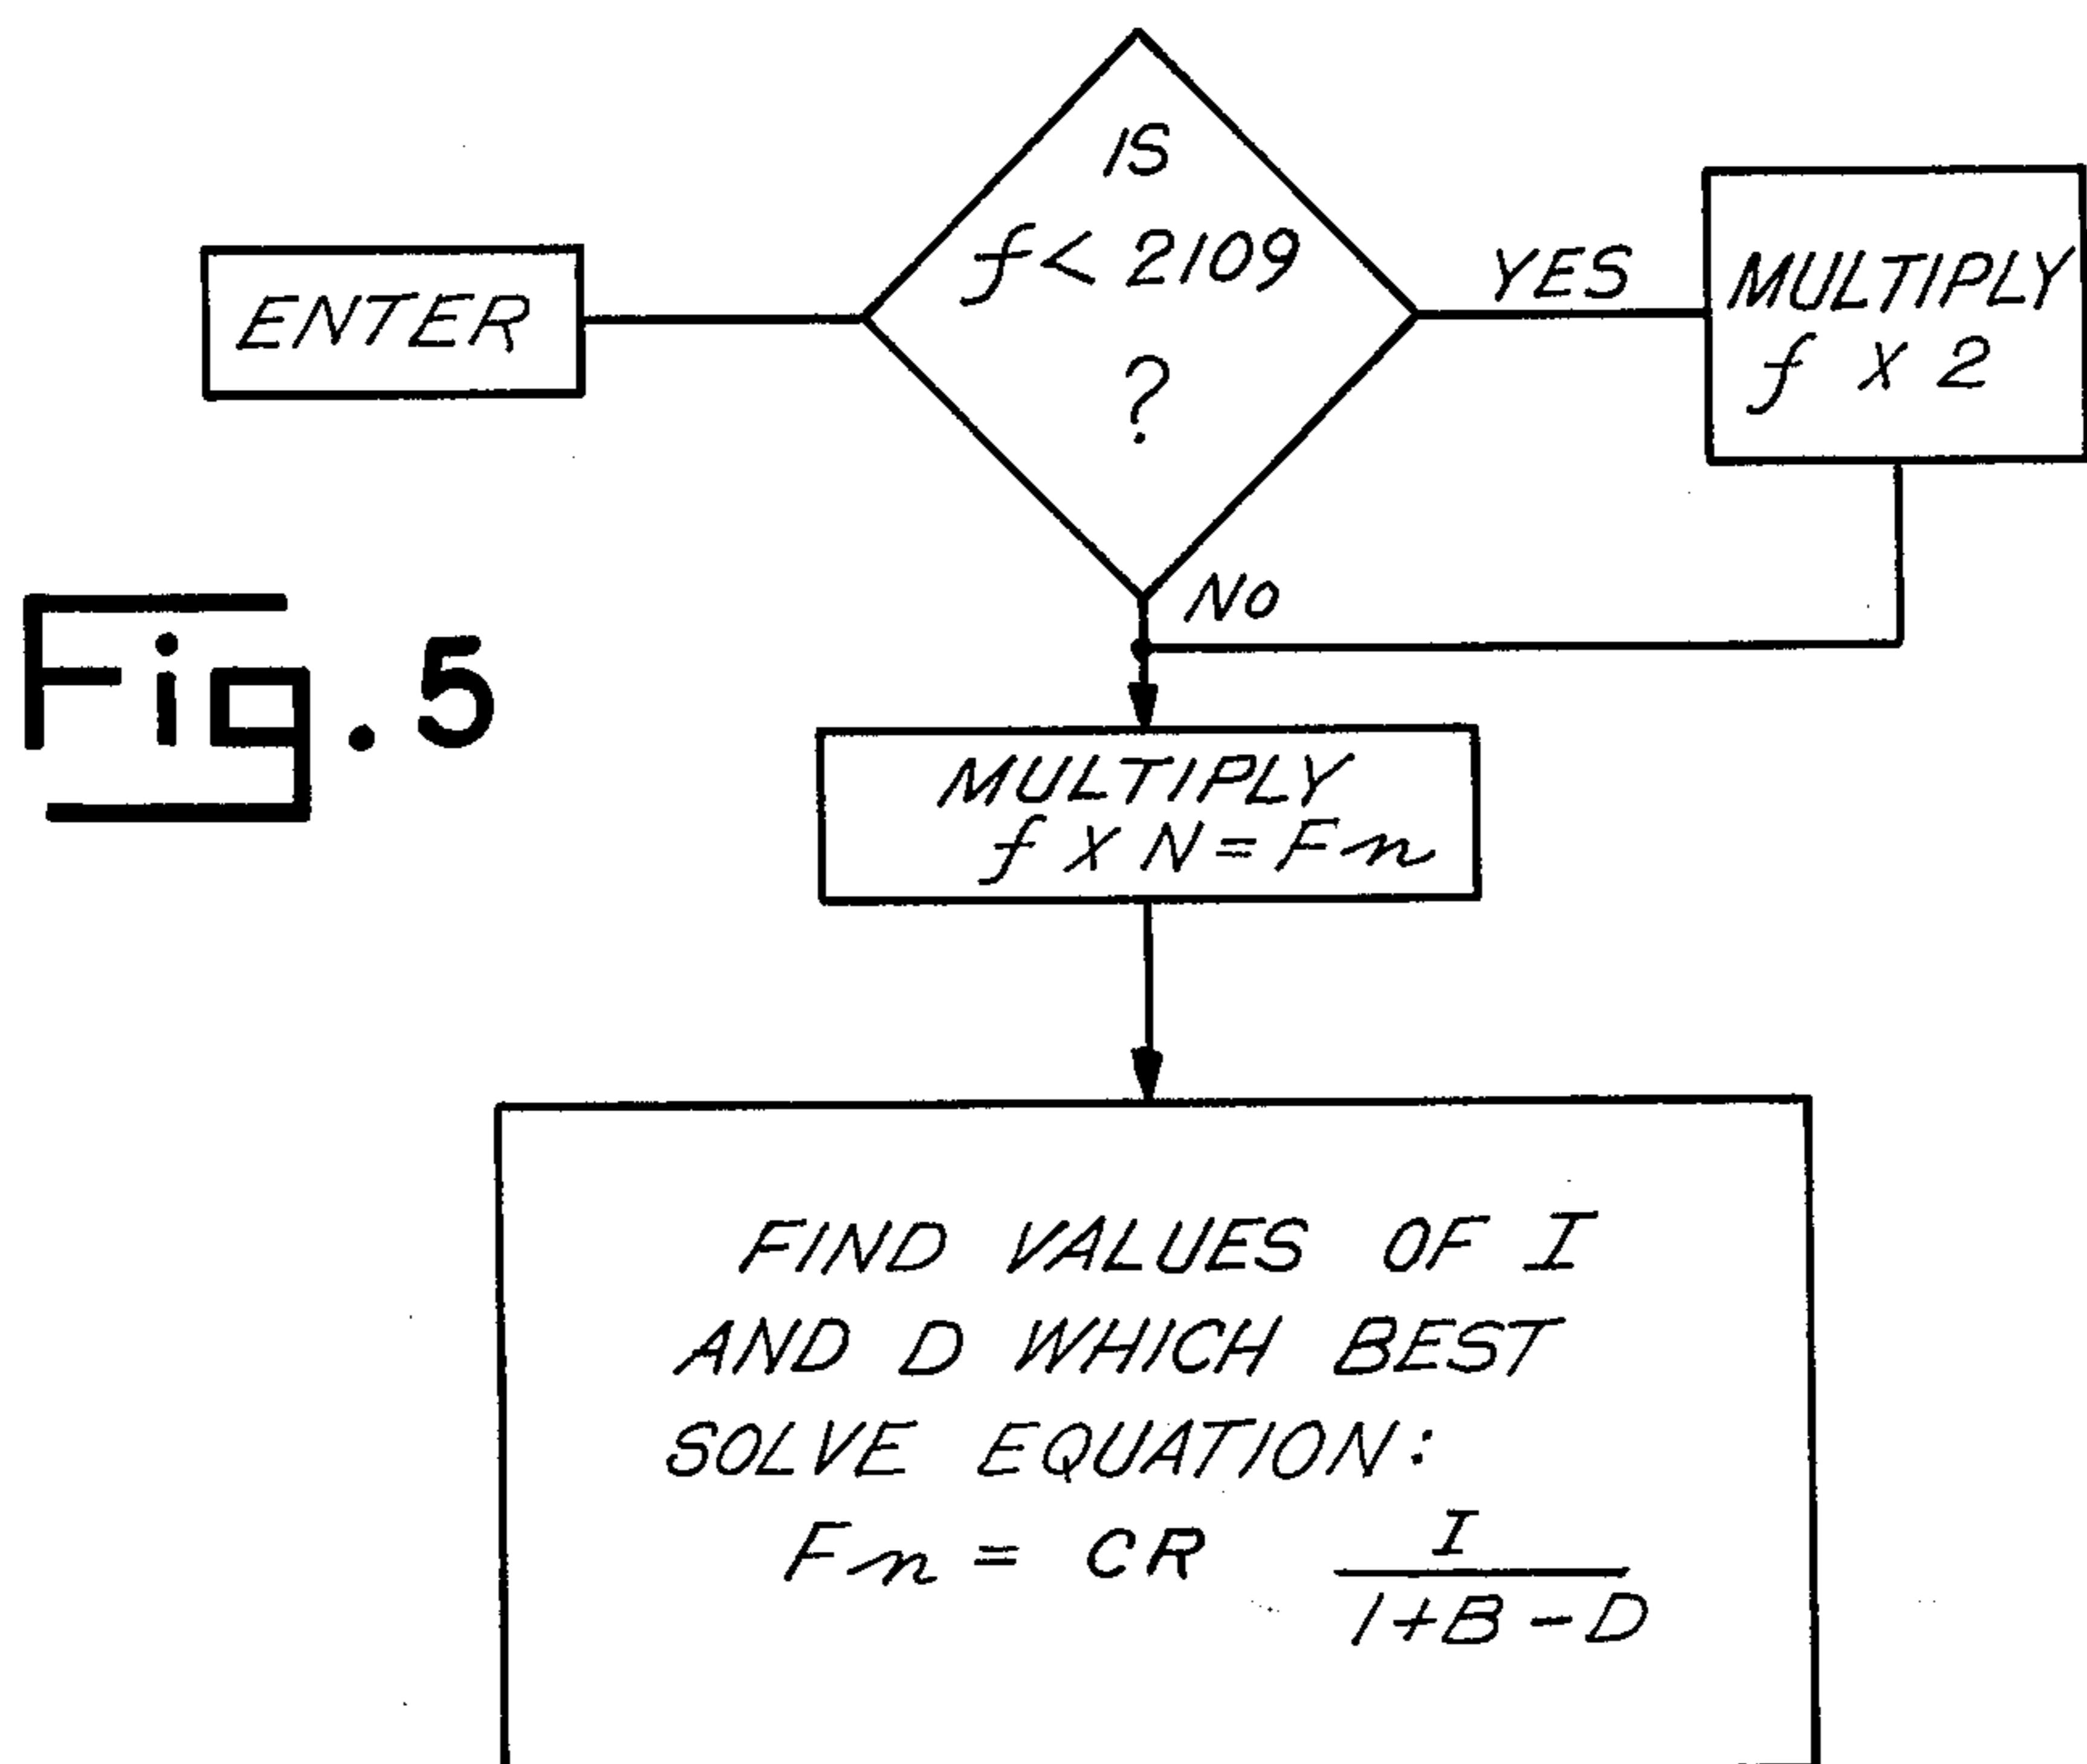 IS
f < 2109
?
ENTER
YES
MULTIPLY
f X 2
NO
Fig. 5
MULTIPLY
f X N = Fn
FIND VALUES OF I
AND D WHICH BEST
SOLVE EQUATION:
Fn = CR I
1+B-D